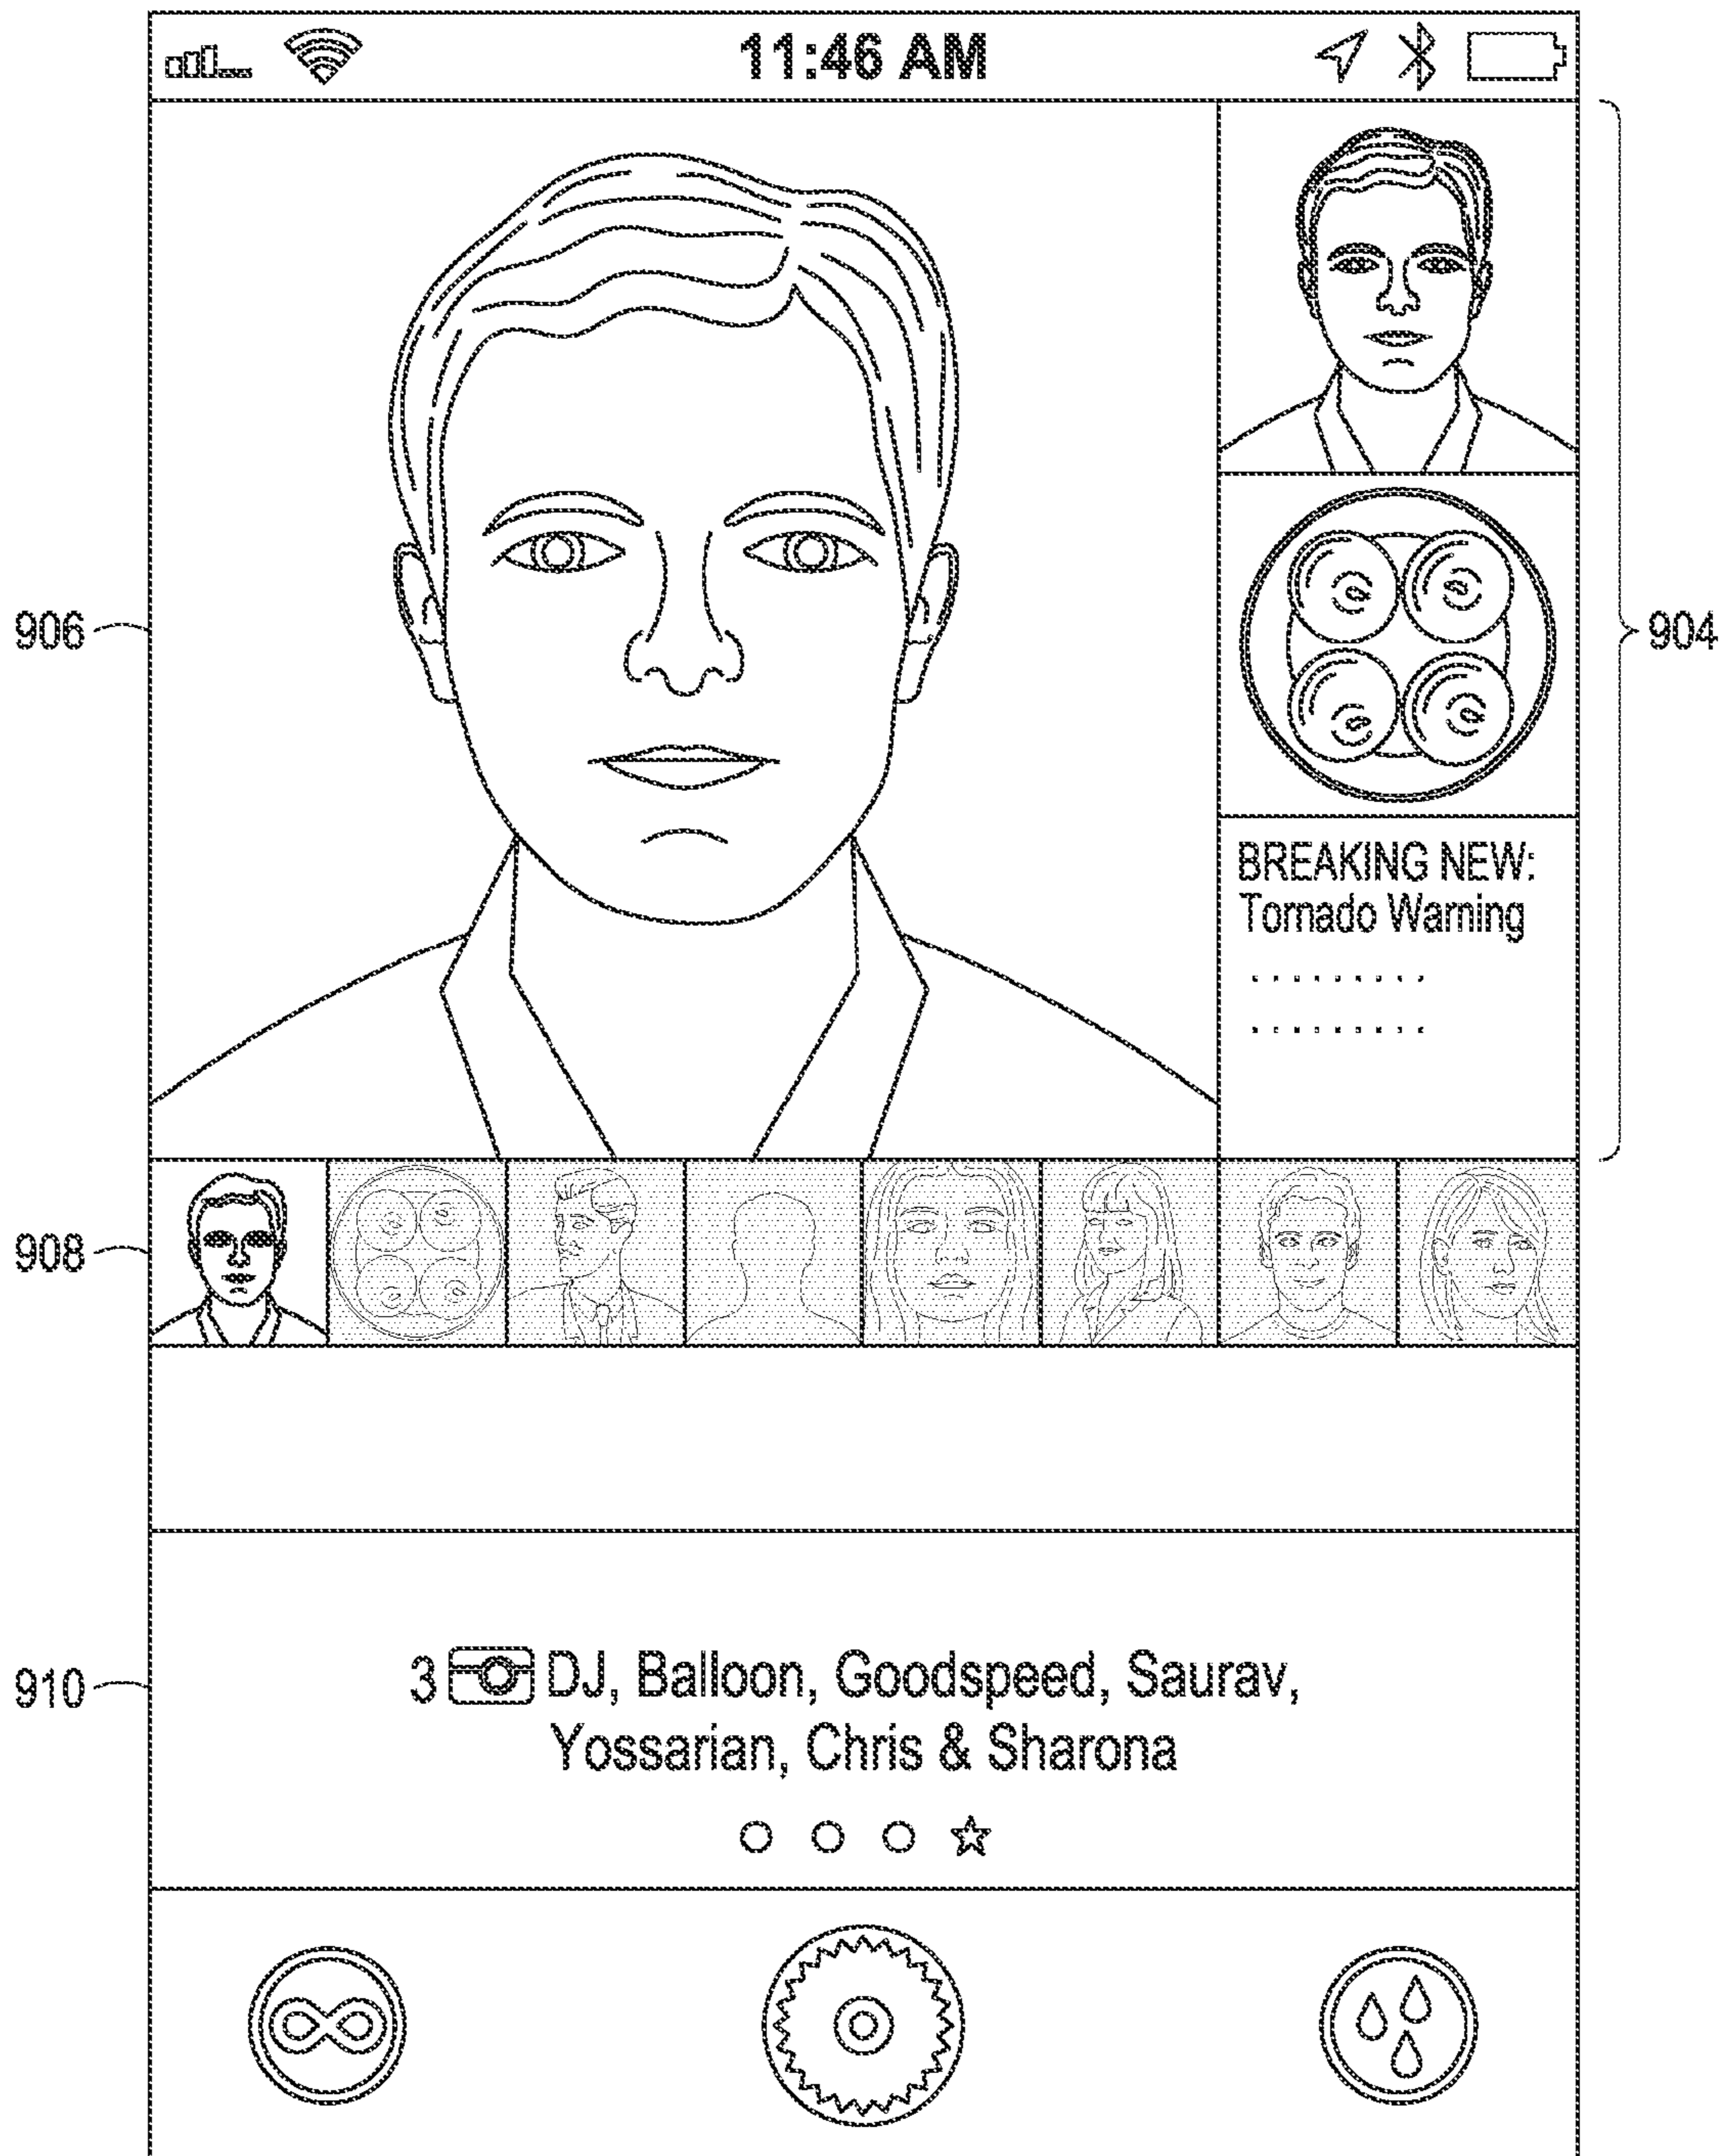 11:46 AM
906
904
BREAKING NEW:
Tornado Warning
908
910
3 DJ, Balloon, Goodspeed, Saurav,
Yossarian, Chris & Sharona